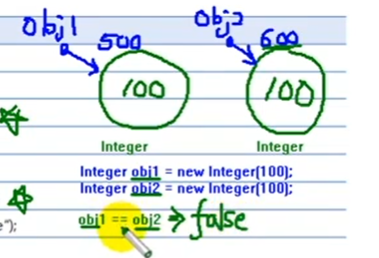 obj1 obj2
500 600
100 100
Integer Integer
Integer obj1 = new Integer(100);
Integer obj2 = new Integer(100);
obj1 == obj2 ⇒ false
e");